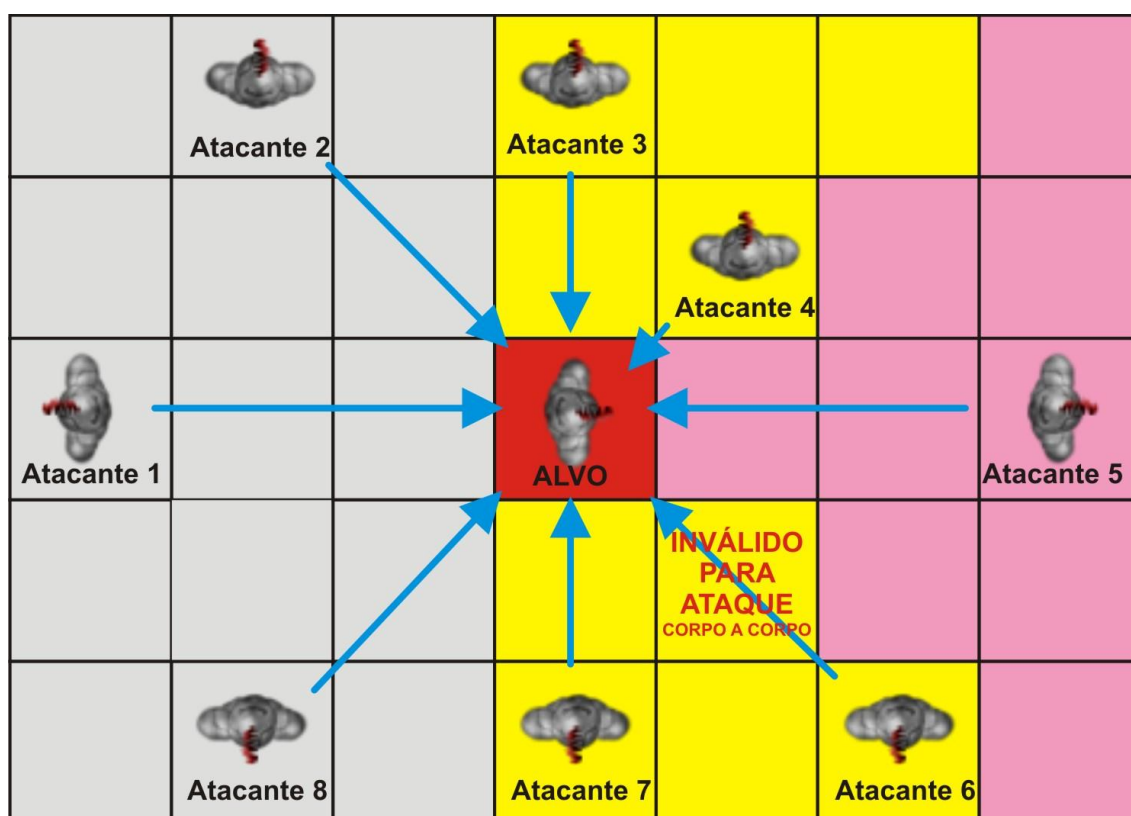 Atacante 2
Atacante 3
Atacante 4
Atacante 1
ALVO
Atacante 5
INVÁLIDO
PARA
ATAQUE
CORPO A CORPO
Atacante 8
Atacante 7
Atacante 6